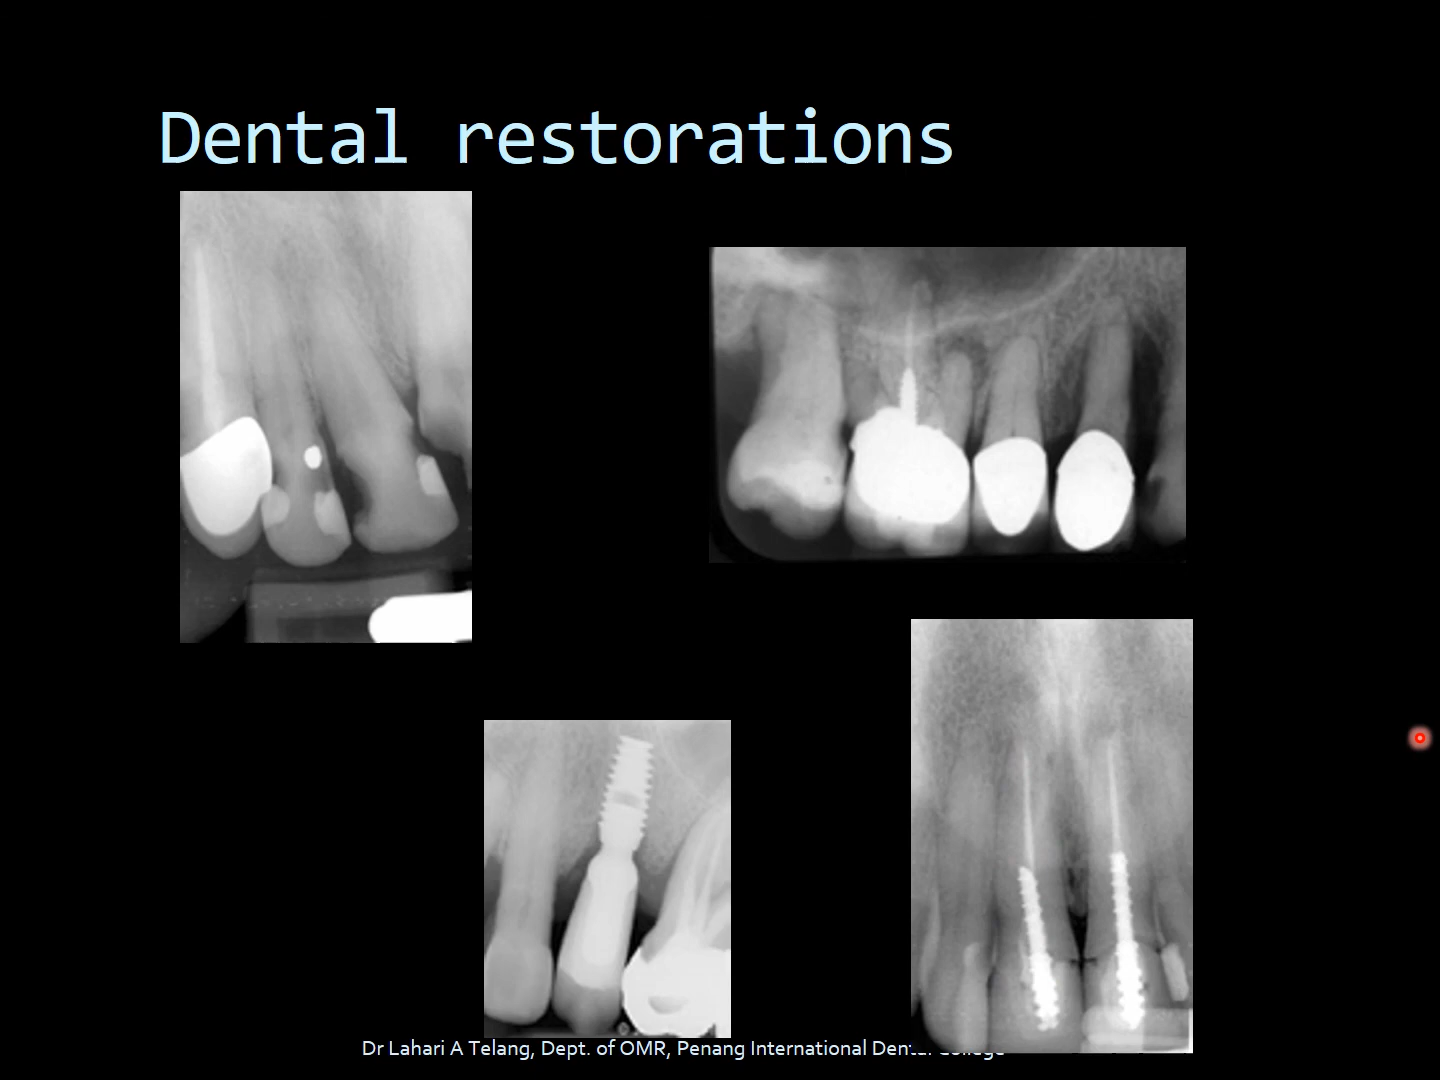 Dental restorations
Dr Lahari A Telang, Dept. of OMR, Penang International Dental College